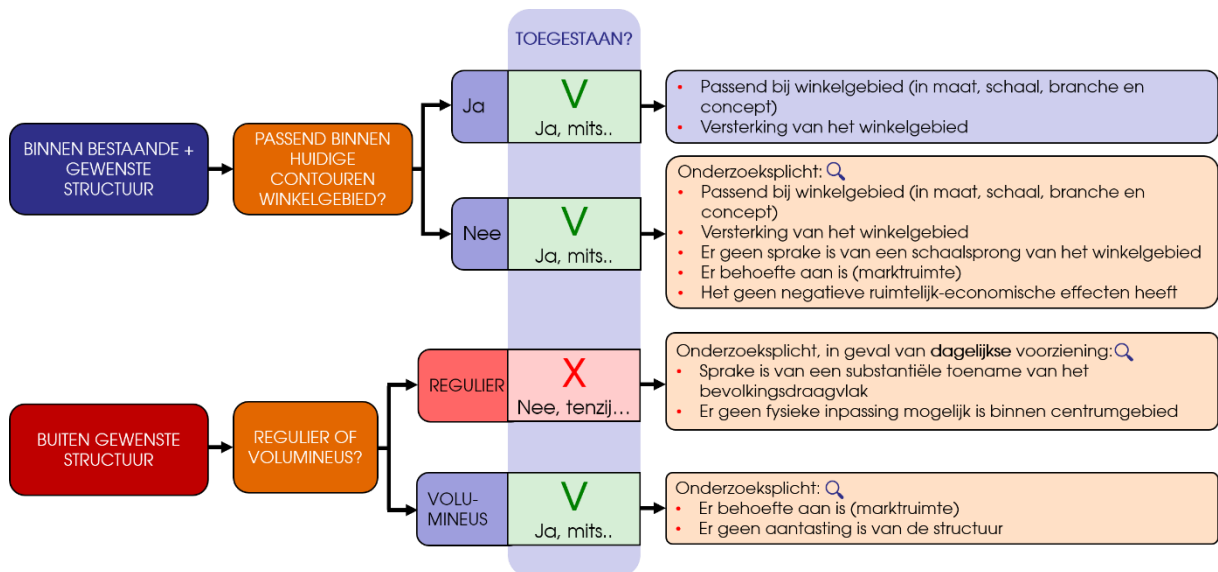 TOEGESTAAN?
BINNEN BESTAANDE +
GEWENSTE
STRUCTUUR
PASSEND BINNEN
HUIDIGE
CONTOUREN
WINKELGEBIED?
Ja
V
Ja, mits..
• Passend bij winkelgebied (in maat, schaal, branche en
concept)
• Versterking van het winkelgebied
Nee
V
Ja, mits..
Onderzoeksplicht:
• Passend bij winkelgebied (in maat, schaal, branche en
concept)
• Versterking van het winkelgebied
• Er geen sprake is van een schaalsprong van het winkelgebied
• Er behoefte aan is (marktruimte)
• Het geen negatieve ruimtelijk-economische effecten heeft
BUITEN GEWENSTE
STRUCTUUR
REGULIER OF
VOLUMINEUS?
REGULIER
X
Nee, tenzij...
Onderzoeksplicht, in geval van dagelijkse voorziening:
• Sprake is van een substantiële toename van het
bevolkingsdraagvlak
• Er geen fysieke inpassing mogelijk is binnen centrumgebied
VOLU-
MINEUS
V
Ja, mits..
Onderzoeksplicht:
• Er behoefte aan is (marktruimte)
• Er geen aantasting is van de structuur